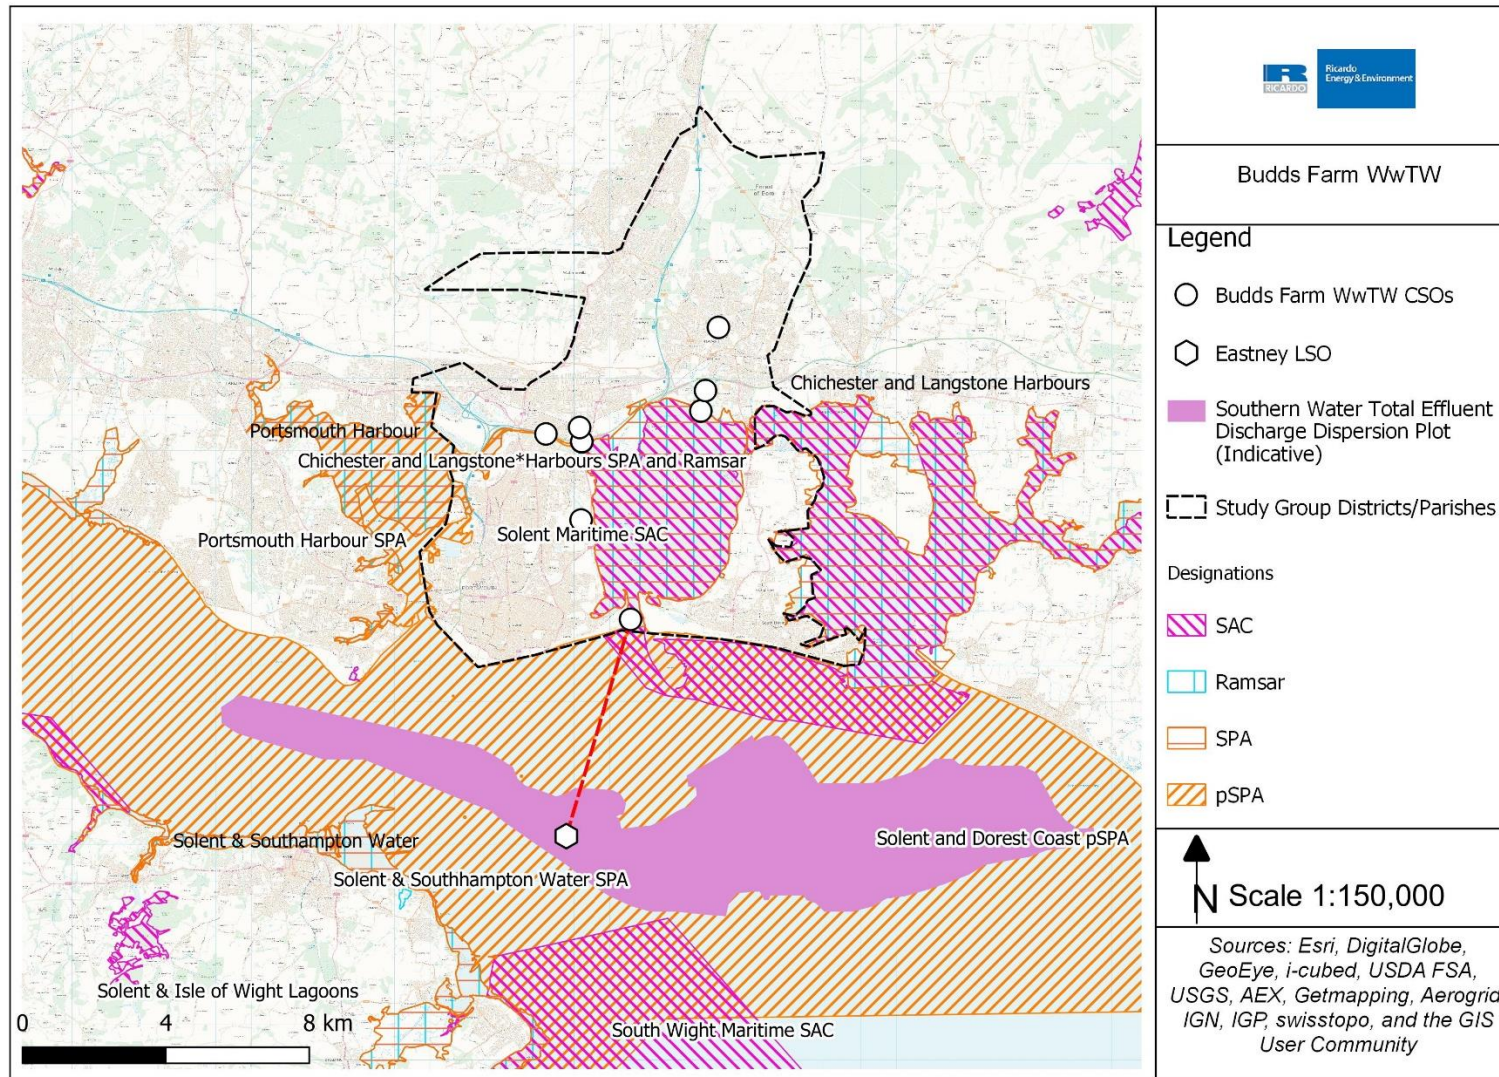 Chichester and Langstone Harbours
Portsmouth Harbour
Chichester and Langstone*Harbours SPA and Ramsar
Solent Maritime SAC
Portsmouth Harbour SPA
Solent & Southampton Water
Solent and Dorest Coast pSPA
Solent & Southhampton Water SPA
Solent & Isle of Wight Lagoons
South Wight Maritime SAC
0 4 8 km
RICARDO
Ricardo
Energy & Environment
Budds Farm WwTW
Legend
Budds Farm WwTW CSOs
Eastney LSO
Southern Water Total Effluent
Discharge Dispersion Plot
(Indicative)
Study Group Districts/Parishes
Designations
SAC
Ramsar
SPA
pSPA
N Scale 1:150,000
Sources: Esri, DigitalGlobe,
GeoEye, i-cubed, USDA FSA,
USGS, AEX, Getmapping, Aerogrid,
IGN, IGP, swisstopo, and the GIS
User Community